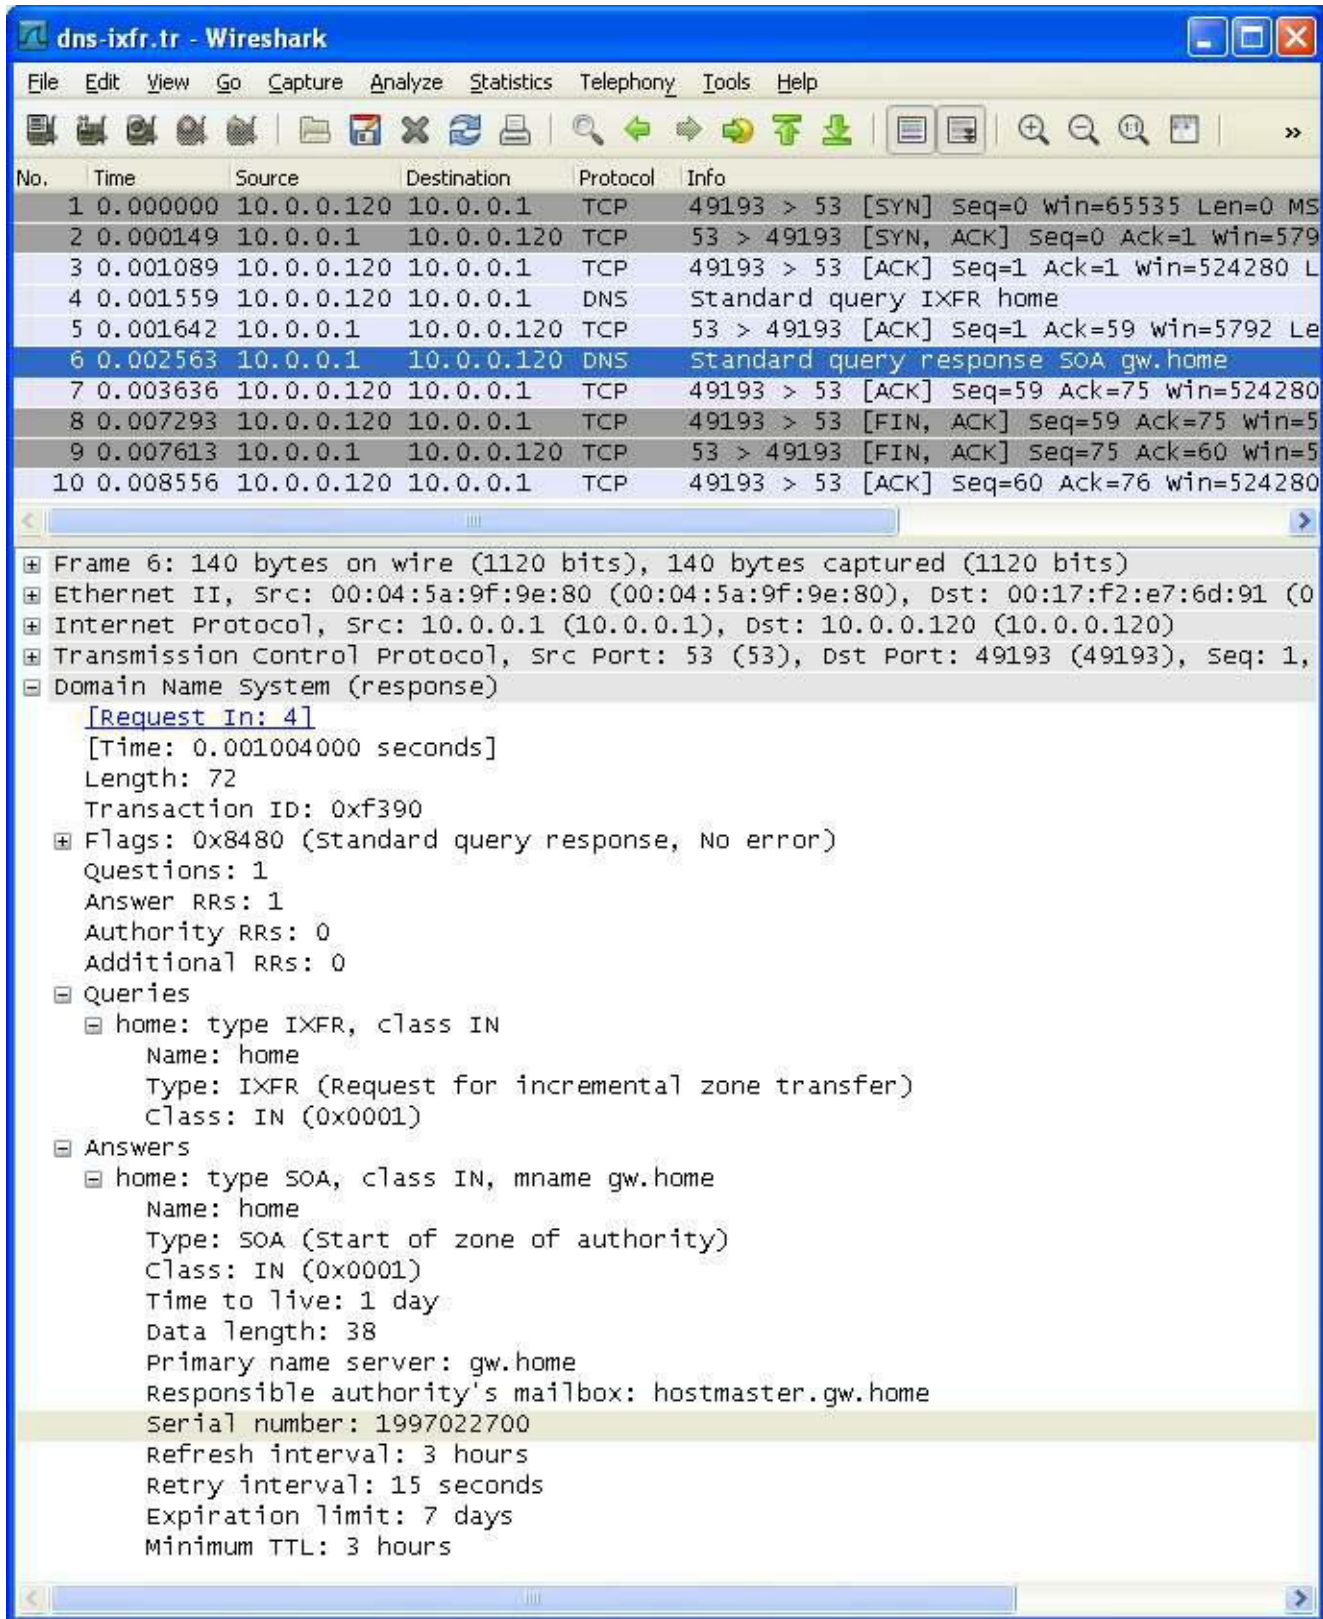 dns-ixfr.tr - Wireshark
File Edit View Go Capture Analyze Statistics Telephony Tools Help
No. Time Source Destination Protocol Info
1 0.000000 10.0.0.120 10.0.0.1 TCP 49193 > 53 [SYN] Seq=0 Win=65535 Len=0 MS
2 0.000149 10.0.0.1 10.0.0.120 TCP 53 > 49193 [SYN, ACK] Seq=0 Ack=1 Win=579
3 0.001089 10.0.0.120 10.0.0.1 TCP 49193 > 53 [ACK] Seq=1 Ack=1 Win=524280 L
4 0.001559 10.0.0.120 10.0.0.1 DNS Standard query IXFR home
5 0.001642 10.0.0.1 10.0.0.120 TCP 53 > 49193 [ACK] Seq=1 Ack=59 Win=5792 Le
6 0.002563 10.0.0.1 10.0.0.120 DNS Standard query response SOA gw.home
7 0.003636 10.0.0.120 10.0.0.1 TCP 49193 > 53 [ACK] Seq=59 Ack=75 Win=524280
8 0.007293 10.0.0.120 10.0.0.1 TCP 49193 > 53 [FIN, ACK] Seq=59 Ack=75 Win=5
9 0.007613 10.0.0.1 10.0.0.120 TCP 53 > 49193 [FIN, ACK] Seq=75 Ack=60 Win=5
10 0.008556 10.0.0.120 10.0.0.1 TCP 49193 > 53 [ACK] Seq=60 Ack=76 Win=524280
Frame 6: 140 bytes on wire (1120 bits), 140 bytes captured (1120 bits)
Ethernet II, Src: 00:04:5a:9f:9e:80 (00:04:5a:9f:9e:80), Dst: 00:17:f2:e7:6d:91 (0
Internet Protocol, Src: 10.0.0.1 (10.0.0.1), Dst: 10.0.0.120 (10.0.0.120)
Transmission Control Protocol, Src Port: 53 (53), Dst Port: 49193 (49193), Seq: 1,
Domain Name System (response)
[Request In: 4]
[Time: 0.001004000 seconds]
Length: 72
Transaction ID: 0xf390
Flags: 0x8480 (Standard query response, No error)
Questions: 1
Answer RRs: 1
Authority RRs: 0
Additional RRs: 0
Queries
home: type IXFR, class IN
Name: home
Type: IXFR (Request for incremental zone transfer)
Class: IN (0x0001)
Answers
home: type SOA, class IN, mname gw.home
Name: home
Type: SOA (Start of zone of authority)
Class: IN (0x0001)
Time to live: 1 day
Data length: 38
Primary name server: gw.home
Responsible authority's mailbox: hostmaster.gw.home
Serial number: 1997022700
Refresh interval: 3 hours
Retry interval: 15 seconds
Expiration limit: 7 days
Minimum TTL: 3 hours